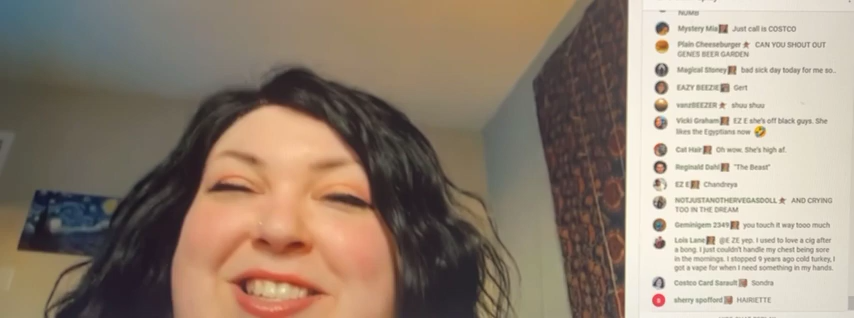 NUMB
Mystery Mia Just call is COSTCO
Plain Cheeseburger CAN YOU SHOUT OUT
GENES BEER GARDEN
Magical Stoney bad sick day today for me so..
EAZY BEEZIE Gert
vanzBEEZER shuu shuu
Vicki Graham EZ E she's off black guys. She
likes the Egyptians now 🤣
Cat Hair Oh wow. She's high af.
Reginald Dahl "The Beast"
EZ E Chandreya
NOTJUSTANOTHERVEGASDOLL AND CRYING
TOO IN THE DREAM
Geminigem 2349 you touch it way tooo much
Lois Lane @E ZE yep. I used to love a cig after
a bong. I just couldn't handle my chest being sore
in the mornings. I stopped 9 years ago cold turkey, I
got a vape for when I need something in my hands.
Costco Card Sarault Sondra
S sherry spofford HAIRIETTE